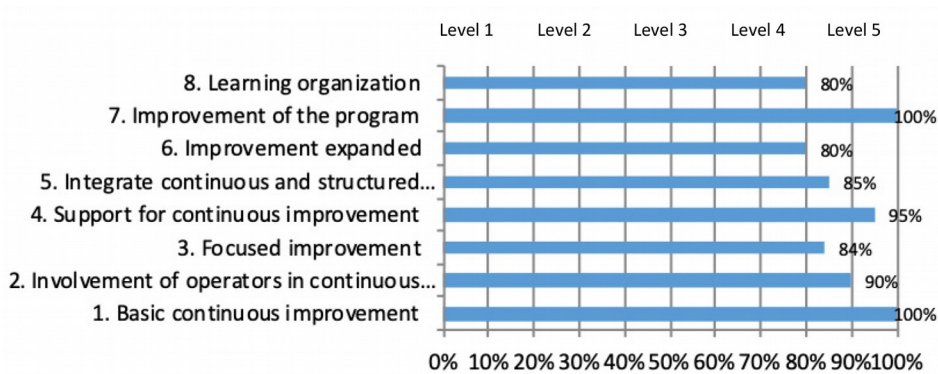 Level 1 Level 2 Level 3 Level 4 Level 5
8. Learning organization 80%
7. Improvement of the program 100%
6. Improvement expanded 80%
5. Integrate continuous and structured... 85%
4. Support for continuous improvement 95%
3. Focused improvement 84%
2. Involvement of operators in continuous... 90%
1. Basic continuous improvement 100%
0% 10% 20% 30% 40% 50% 60% 70% 80% 90% 100%